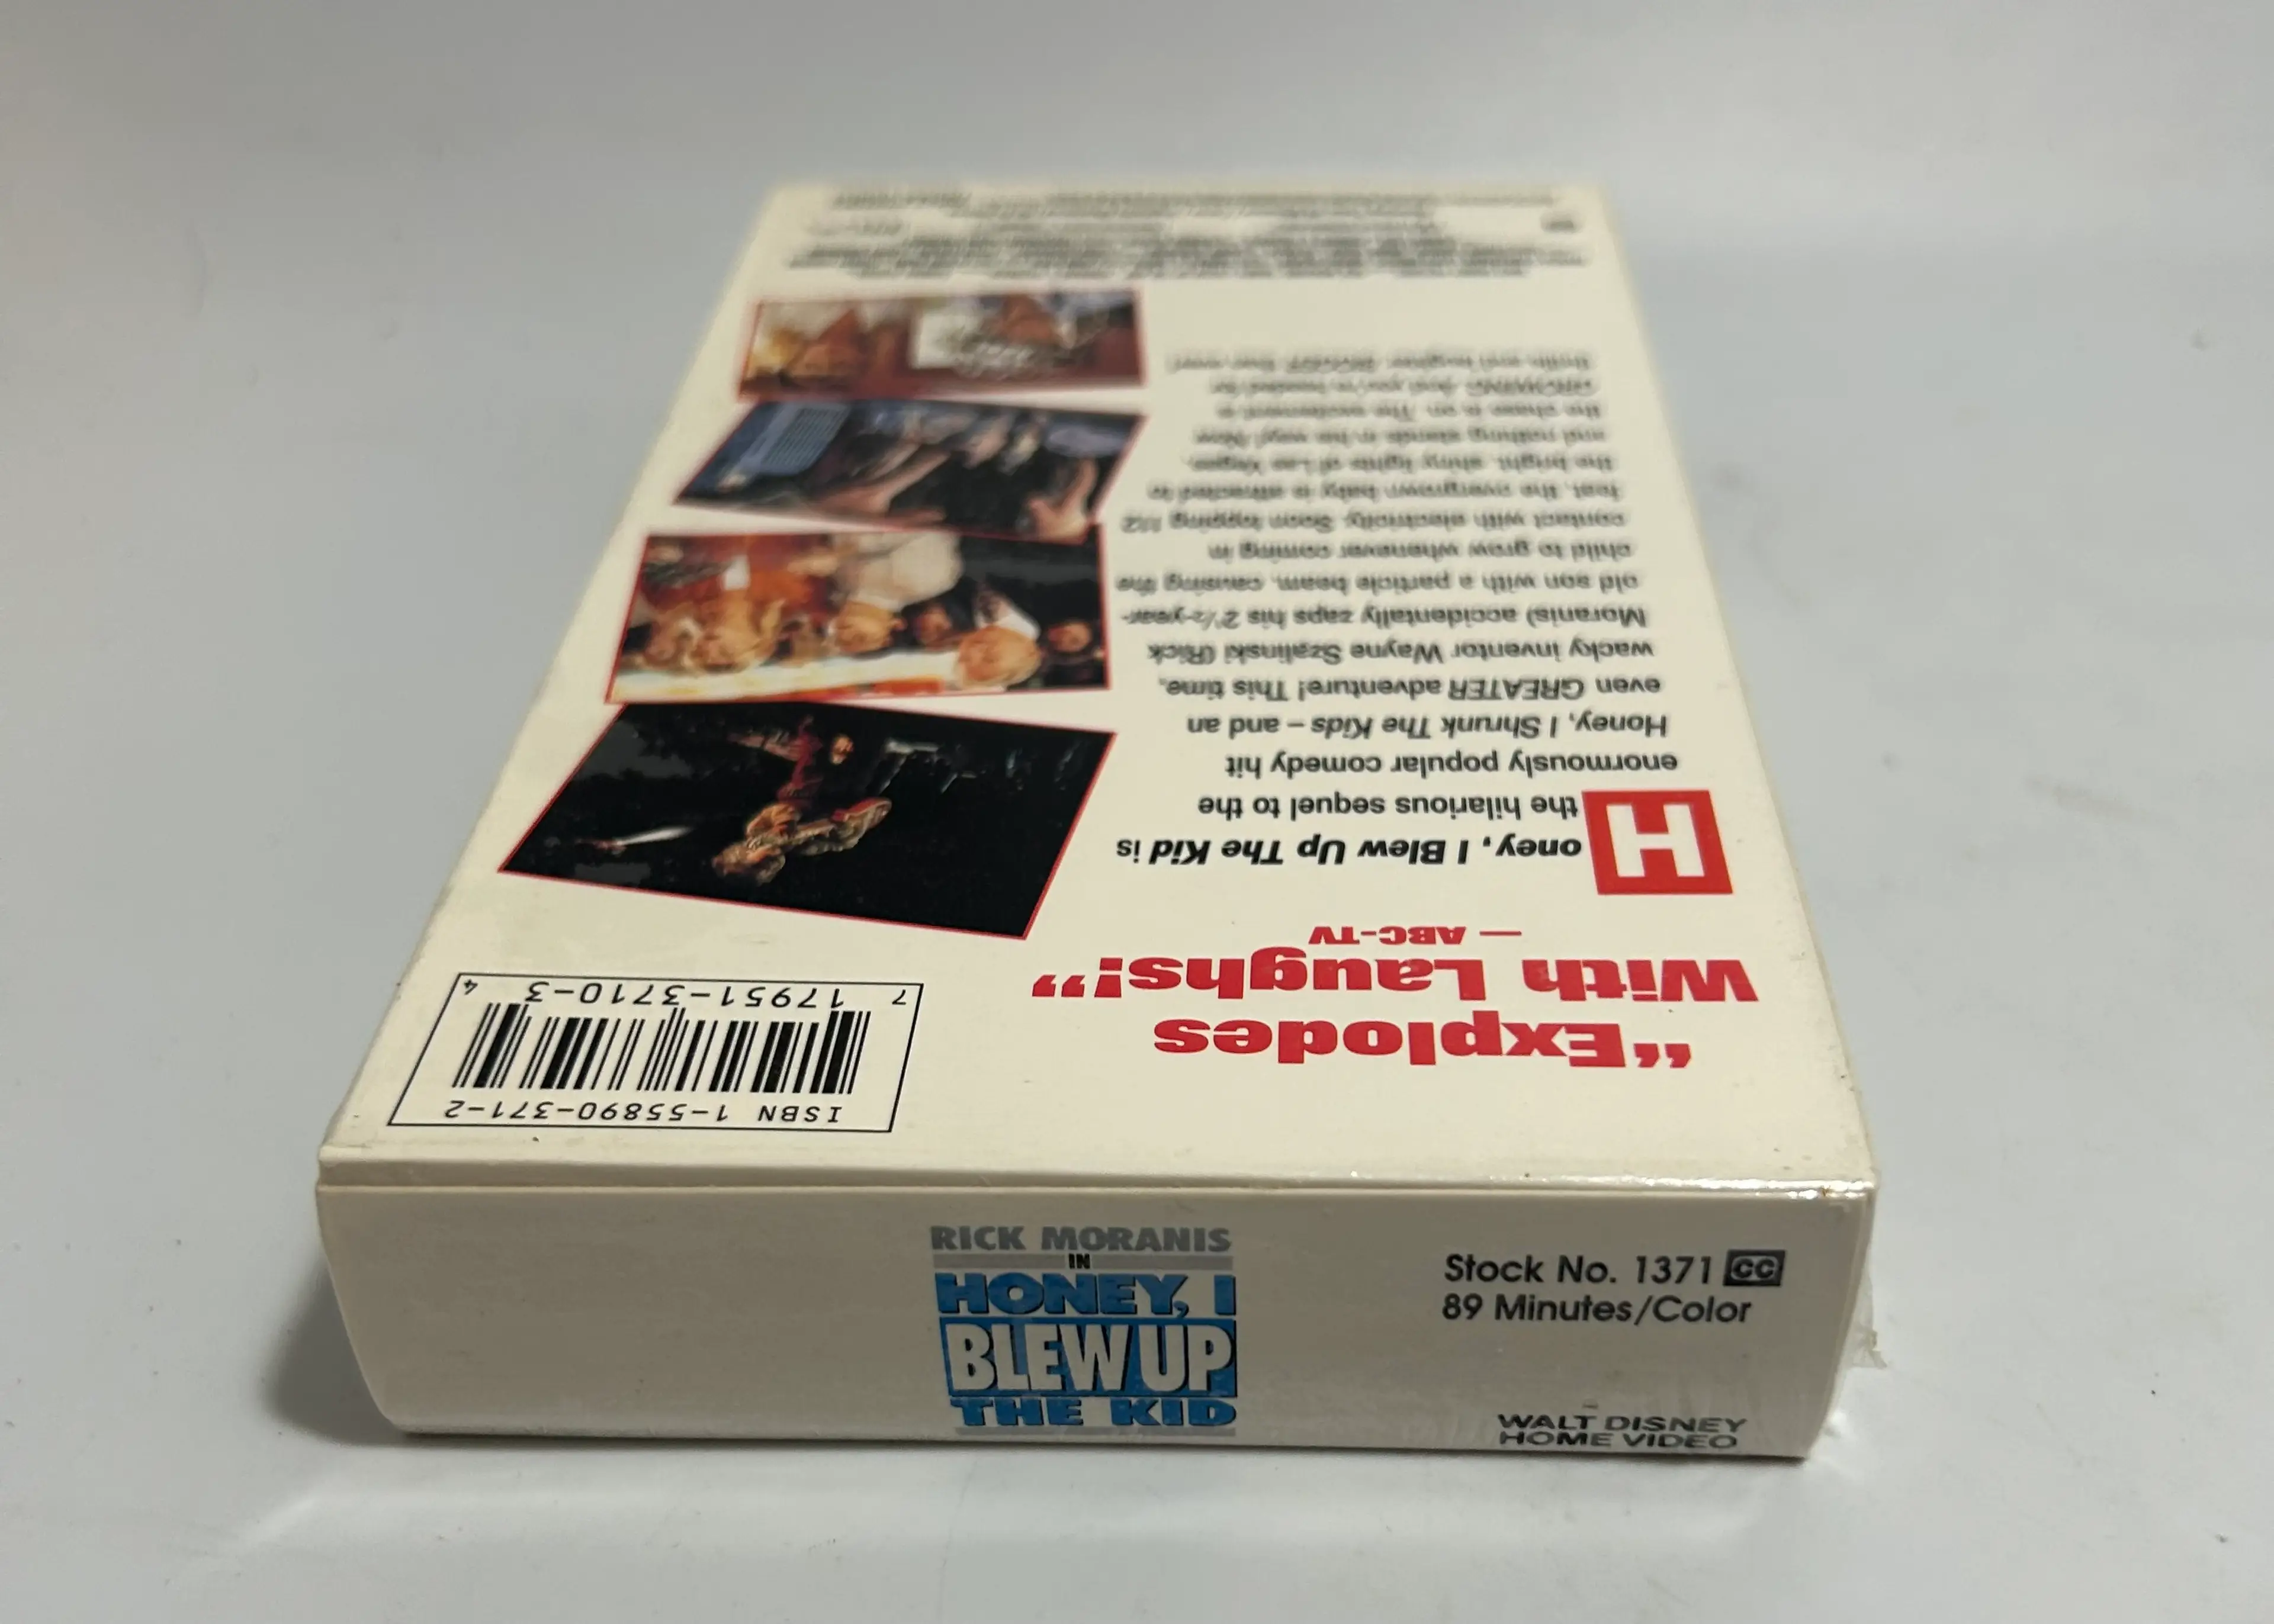 "Explodes
With Laughs!"
— ABC-TV
Honey, I Blew Up The Kid is
the hilarious sequel to the
enormously popular comedy hit
Honey, I Shrunk The Kids – and an
even GREATER adventure! This time,
wacky inventor Wayne Szalinski (Rick
Moranis) accidentally zaps his 2½-year-
old son with a particle beam, causing the
child to grow whenever coming in
contact with electricity. Soon topping 112
feet, the overgrown baby is attracted to
the bright, shiny lights of Las Vegas,
and nothing stands in his way! Now
the chase is on. The excitement is
GROWING. And you're headed for
thrills and laughter BIGGER than ever!
ISBN 1-55890-371-2
7 17951-3710-3 4
RICK MORANIS
IN
HONEY, I
BLEW UP
THE KID
Stock No. 1371 CC
89 Minutes/Color
WALT DISNEY
HOME VIDEO